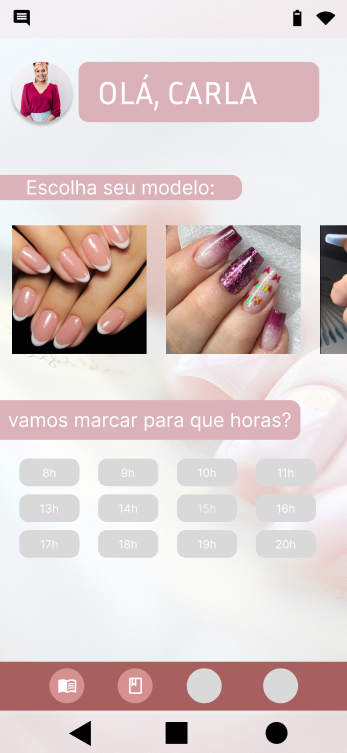 OLÁ, CARLA
Escolha seu modelo:
vamos marcar para que horas?
8h 9h 10h 11h
13h 14h 15h 16h
17h 18h 19h 20h